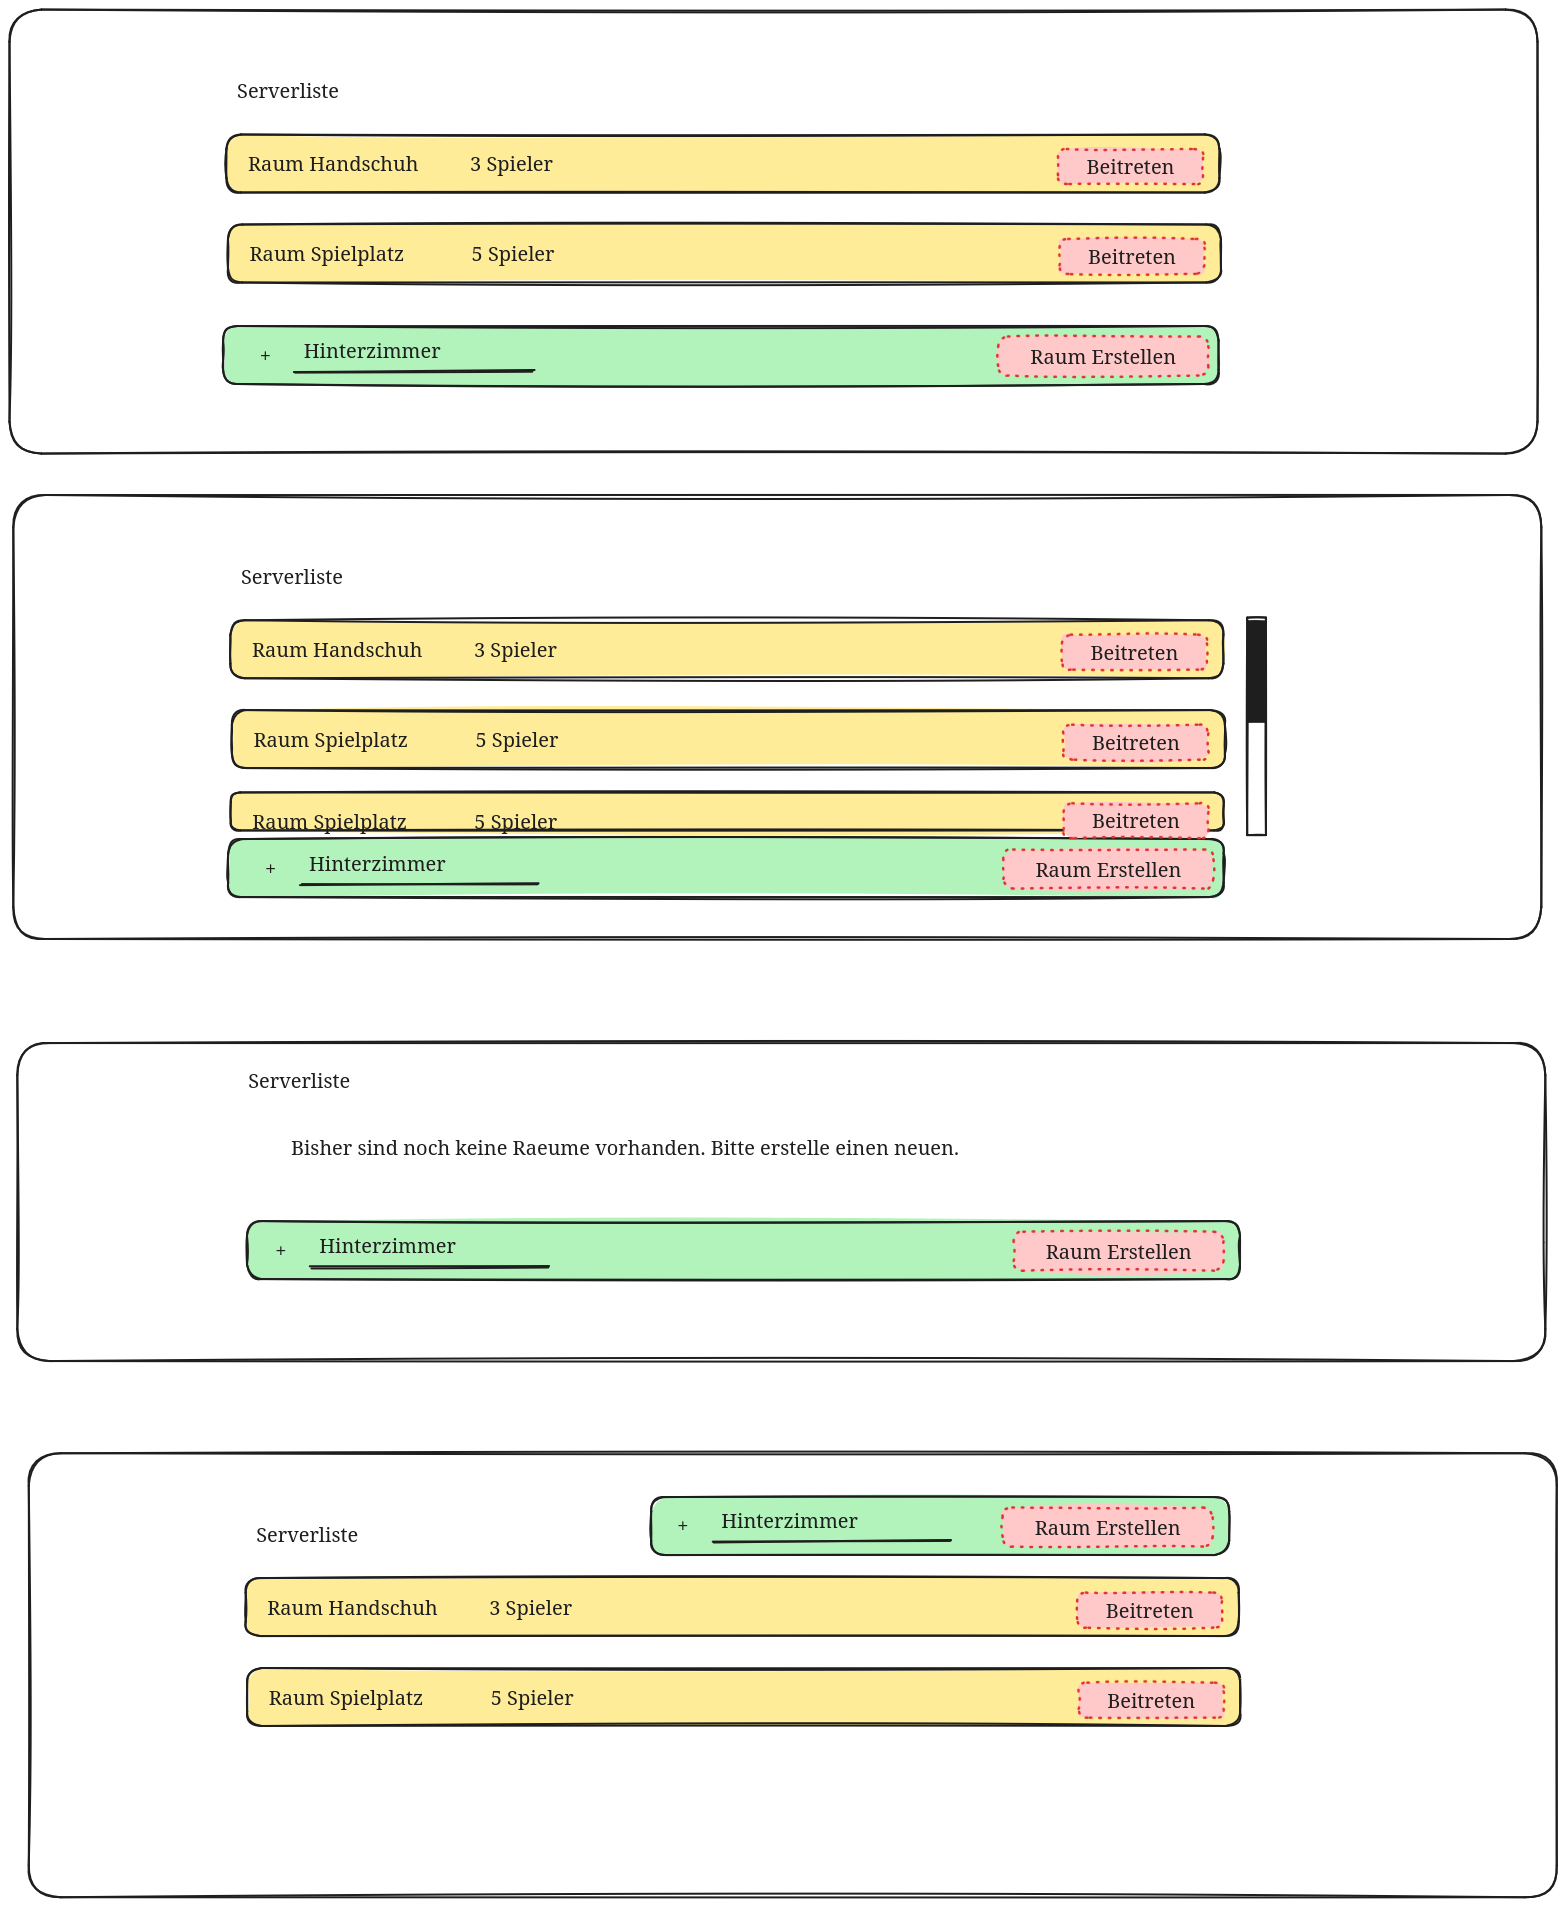 Serverliste
Raum Handschuh 3 Spieler Beitreten
Raum Spielplatz 5 Spieler Beitreten
+ Hinterzimmer Raum Erstellen
Serverliste
Raum Handschuh 3 Spieler Beitreten
Raum Spielplatz 5 Spieler Beitreten
Raum Spielplatz 5 Spieler Beitreten
+ Hinterzimmer Raum Erstellen
Serverliste
Bisher sind noch keine Raeume vorhanden. Bitte erstelle einen neuen.
+ Hinterzimmer Raum Erstellen
+ Hinterzimmer Raum Erstellen
Serverliste
Raum Handschuh 3 Spieler Beitreten
Raum Spielplatz 5 Spieler Beitreten